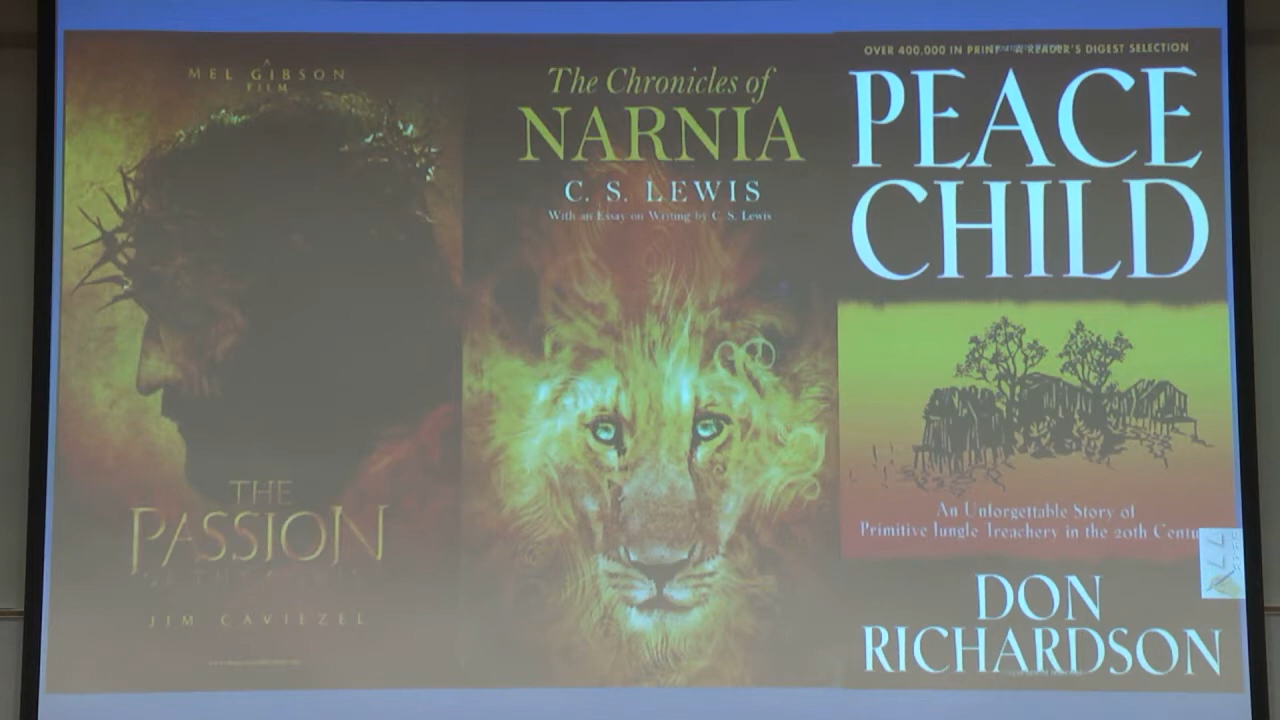 A
MEL GIBSON
FILM
THE
PASSION
JIM CAVIEZEL
The Chronicles of
NARNIA
C. S. LEWIS
With an Essay on Writing by C. S. Lewis
OVER 400,000 IN PRINT READER'S DIGEST SELECTION
PEACE
CHILD
An Unforgettable Story of
Primitive Jungle Treachery in the 20th Centu
DON
RICHARDSON